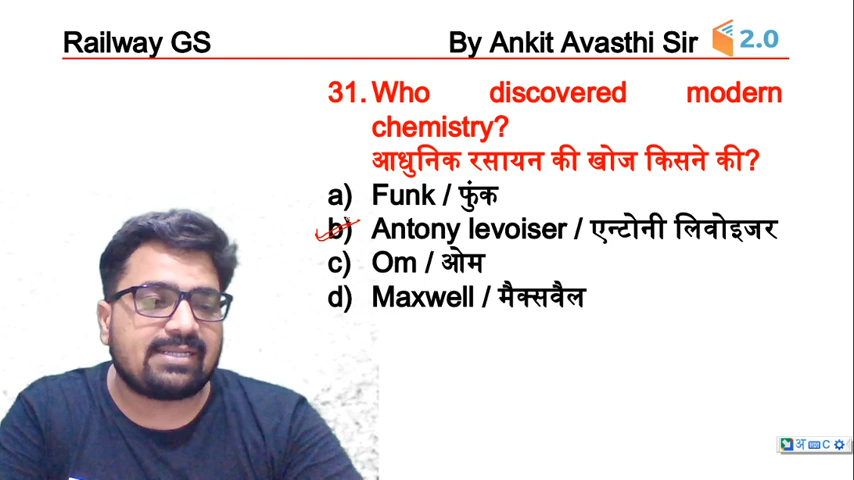 Railway GS
By Ankit Avasthi Sir 2.0
31. Who discovered modern
chemistry?
आधुनिक रसायन की खोज किसने की?
a) Funk / फुंक
b) Antony levoiser / एन्टोनी लिवोइजर
c) Om / ओम
d) Maxwell / मैक्सवैल
अ